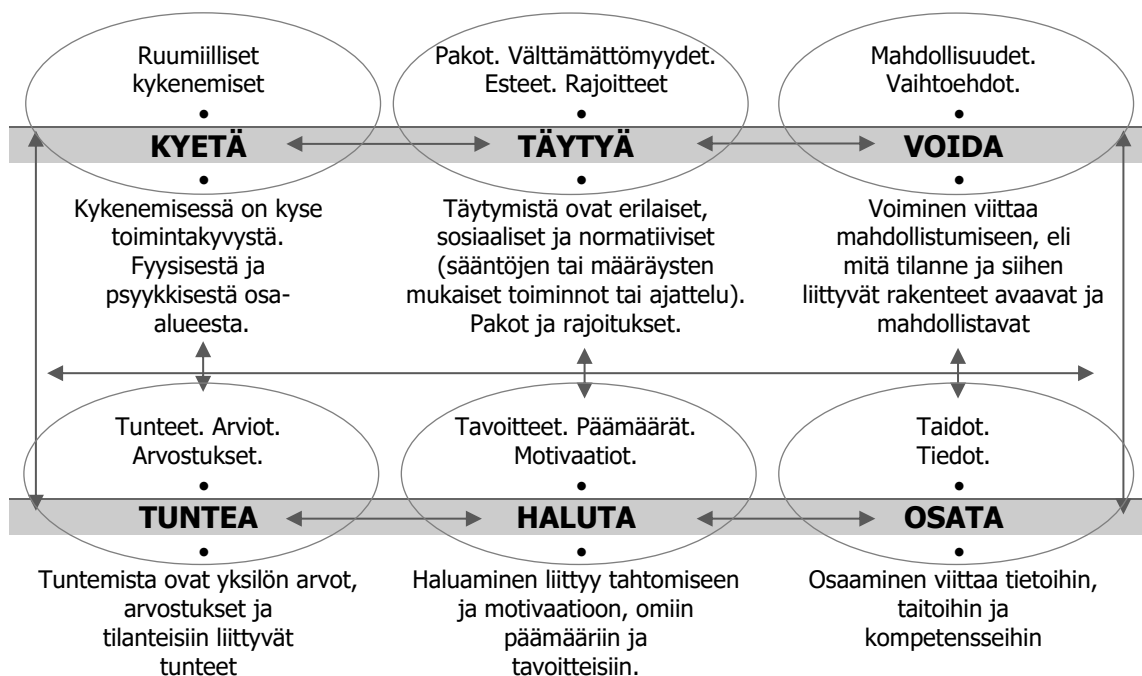 Ruumiilliset
kykenemiset
•
KYETÄ
•
Kykenemisessä on kyse
toimintakyvystä.
Fyysisestä ja
psyykkisestä osa-
alueesta.
Pakot. Välttämättömyydet.
Esteet. Rajoitteet
•
TÄYTYÄ
•
Täytymistä ovat erilaiset,
sosiaaliset ja normatiiviset
(sääntöjen tai määräysten
mukaiset toiminnot tai ajattelu).
Pakot ja rajoitukset.
Mahdollisuudet.
Vaihtoehdot.
•
VOIDA
•
Voiminen viittaa
mahdollistumiseen, eli
mitä tilanne ja siihen
liittyvät rakenteet avaavat ja
mahdollistavat
Tunteet. Arviot.
Arvostukset.
•
TUNTEA
•
Tuntemista ovat yksilön arvot,
arvostukset ja
tilanteisiin liittyvät
tunteet
Tavoitteet. Päämäärät.
Motivaatiot.
•
HALUTA
•
Haluaminen liittyy tahtomiseen
ja motivaatioon, omiin
päämääriin ja
tavoitteisiin.
Taidot.
Tiedot.
•
OSATA
•
Osaaminen viittaa tietoihin,
taitoihin ja
kompetensseihin